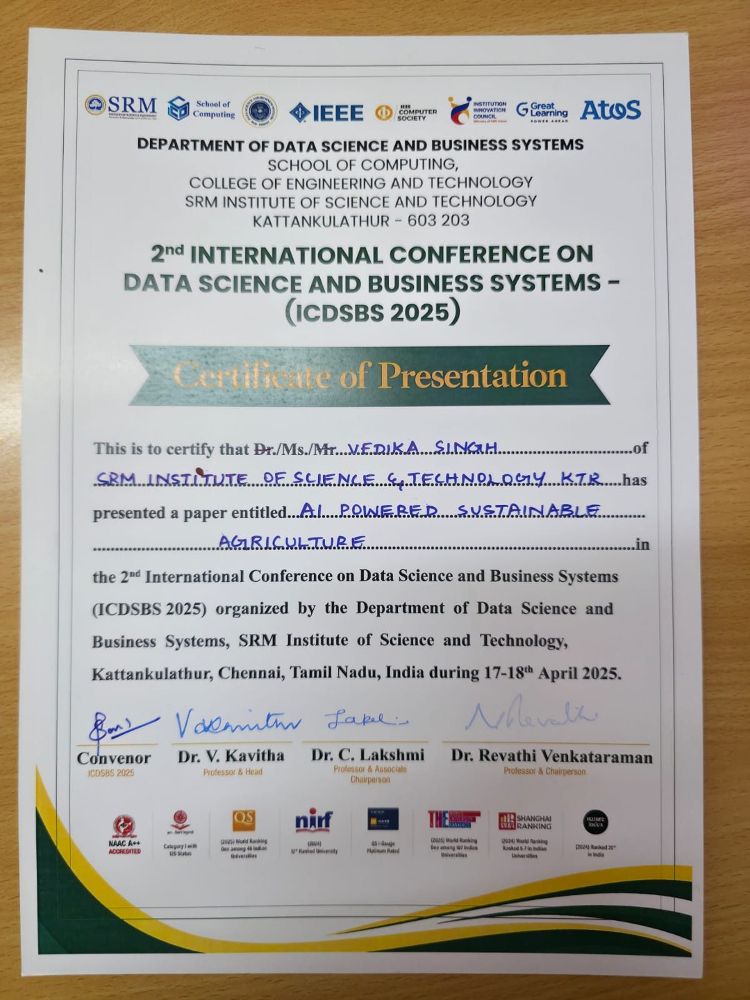 SRM
School of
Computing
IEEE
IEEE
COMPUTER
SOCIETY
INSTITUTION
INNOVATION
COUNCIL
Great
Learning
POWER AHEAD
Atos
DEPARTMENT OF DATA SCIENCE AND BUSINESS SYSTEMS
SCHOOL OF COMPUTING,
COLLEGE OF ENGINEERING AND TECHNOLOGY
SRM INSTITUTE OF SCIENCE AND TECHNOLOGY
KATTANKULATHUR - 603 203
2nd INTERNATIONAL CONFERENCE ON
DATA SCIENCE AND BUSINESS SYSTEMS -
(ICDSBS 2025)
Certificate of Presentation
This is to certify that Dr./Ms./Mr...VEDIKA SINGH.......of
SRM INSTITUTE OF SCIENCE & TECHNOLOGY KTR....has
presented a paper entitled...AI POWERED SUSTAINABLE
AGRICULTURE.......in
the 2nd International Conference on Data Science and Business Systems
(ICDSBS 2025) organized by the Department of Data Science and
Business Systems, SRM Institute of Science and Technology,
Kattankulathur, Chennai, Tamil Nadu, India during 17-18th April 2025.
Convenor
ICDSBS 2025
Dr. V. Kavitha
Professor & Head
Dr. C. Lakshmi
Professor & Associate
Chairperson
Dr. Revathi Venkataraman
Professor & Chairperson
NAAC A++
ACCREDITED
Category I with
12B Status
QS
(2025) World Ranking
One among 46 Indian
Universities
nirf
(2024)
12th Ranked University
QS I-Gauge
Platinum Rated
THE WORLD UNIVERSITY RANKINGS
(2025) World Ranking
One among 107 Indian
Universities
SHANGHAI
RANKING
(2024) World Ranking
Ranked 5-7 in Indian
Universities
nature
index
(2024) Ranked 20th
in India